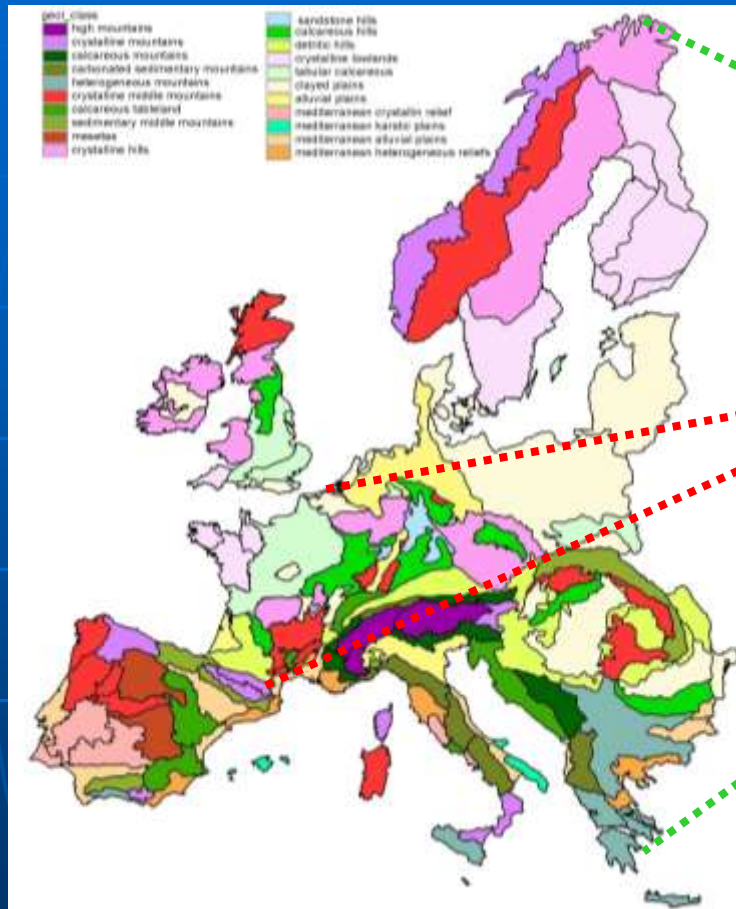 geol_class
high mountains
crystalline mountains
calcareous mountains
carbonated sedimentary mountains
heterogeneous mountains
crystalline middle mountains
calcareous tableland
sedimentary middle mountains
mesetas
crystalline hills
sandstone hills
calcareous hills
detritic hills
crystalline lowlands
tabular calcareous
clayed plains
alluvial plains
mediterranean crystallin relief
mediterranean karstic plains
mediterranean alluvial plains
mediterranean heterogeneous reliefs